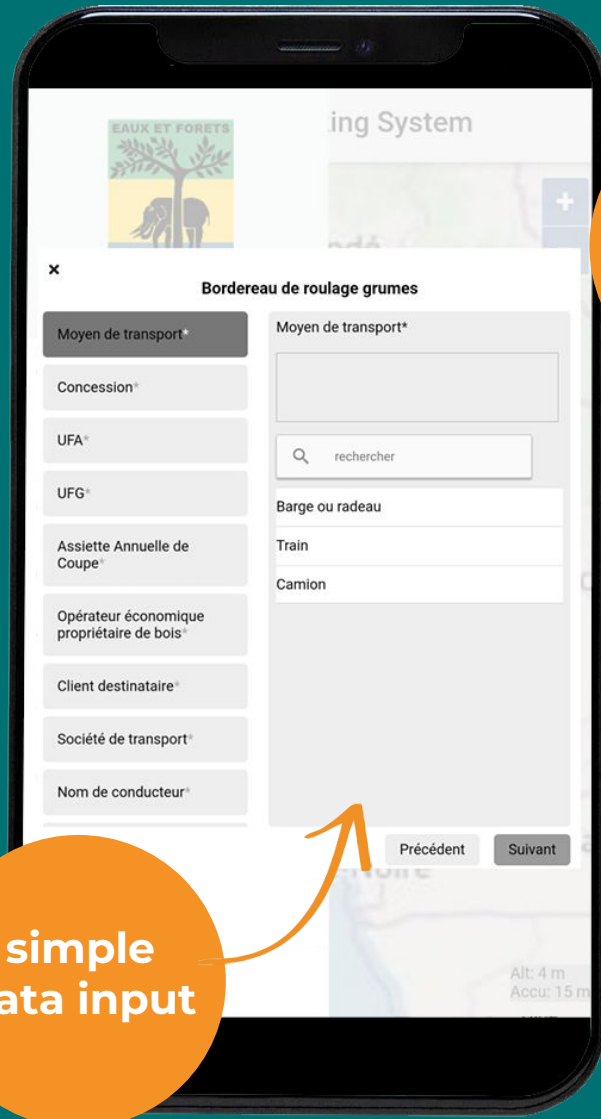 EAUX ET FORETS
ing System
×
Bordereau de roulage grumes
Moyen de transport*
Concession*
UFA*
UFG*
Assiette Annuelle de
Coupe*
Opérateur économique
propriétaire de bois*
Client destinataire*
Société de transport*
Nom de conducteur*
Moyen de transport*
rechercher
Barge ou radeau
Train
Camion
Précédent
Suivant
simple
ata input
Alt: 4 m
Accu: 15 m